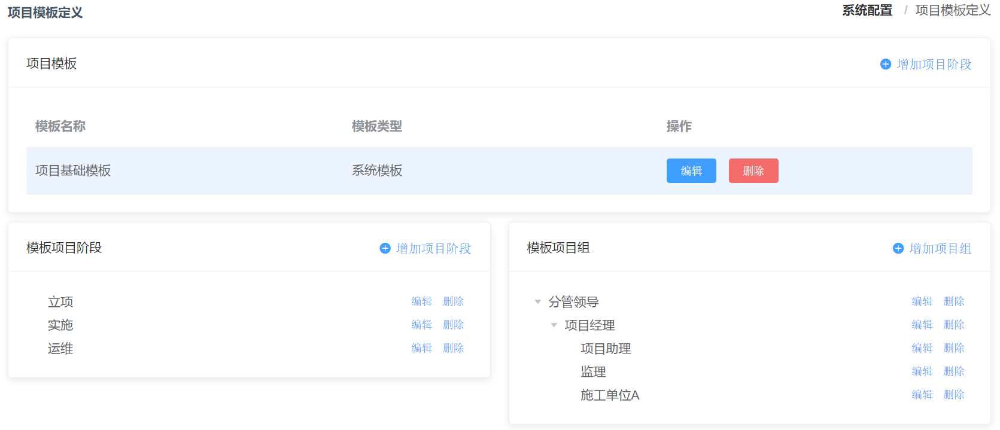 项目模板定义
系统配置 / 项目模板定义
项目模板
增加项目阶段
模板名称 模板类型 操作
项目基础模板 系统模板 编辑 删除
模板项目阶段
增加项目阶段
立项 编辑 删除
实施 编辑 删除
运维 编辑 删除
模板项目组
增加项目组
分管领导 编辑 删除
项目经理 编辑 删除
项目助理 编辑 删除
监理 编辑 删除
施工单位A 编辑 删除